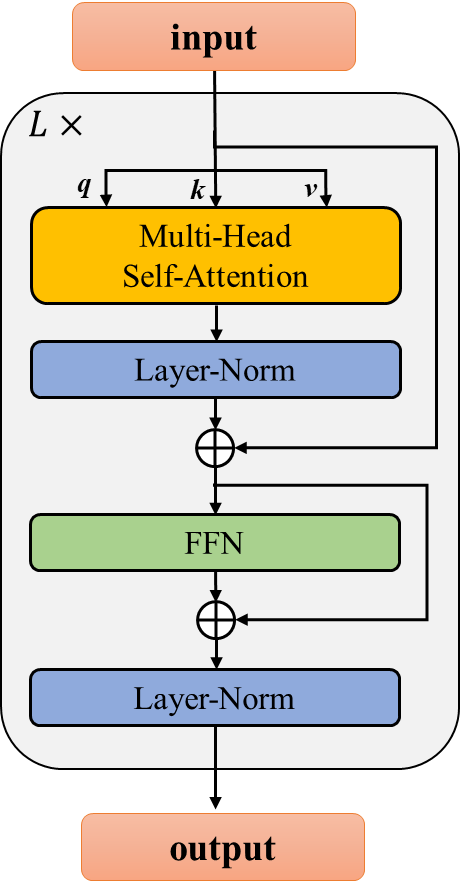 input
L ×
q k v
Multi-Head
Self-Attention
Layer-Norm
FFN
Layer-Norm
output